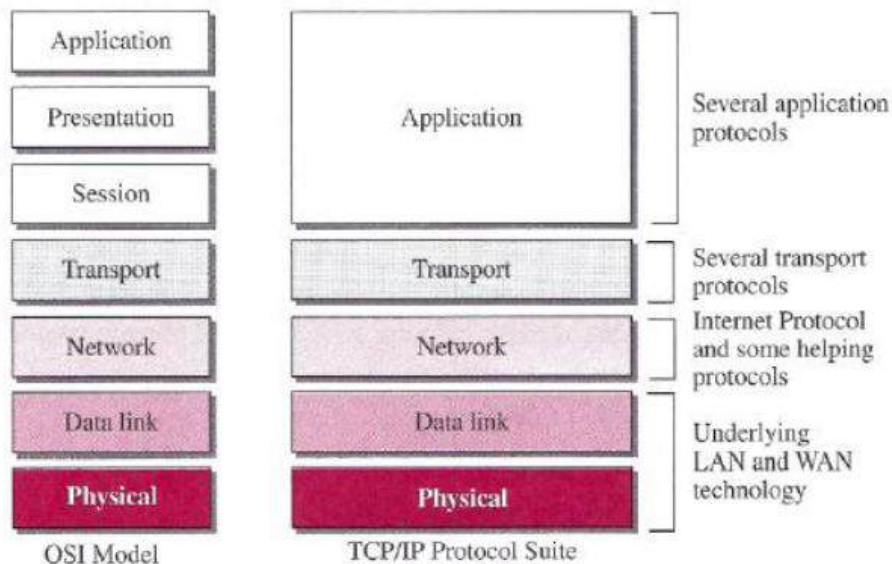 Application
Presentation
Session
Transport
Network
Data link
Physical
OSI Model
Application
Transport
Network
Data link
Physical
TCP/IP Protocol Suite
Several application
protocols
Several transport
protocols
Internet Protocol
and some helping
protocols
Underlying
LAN and WAN
technology